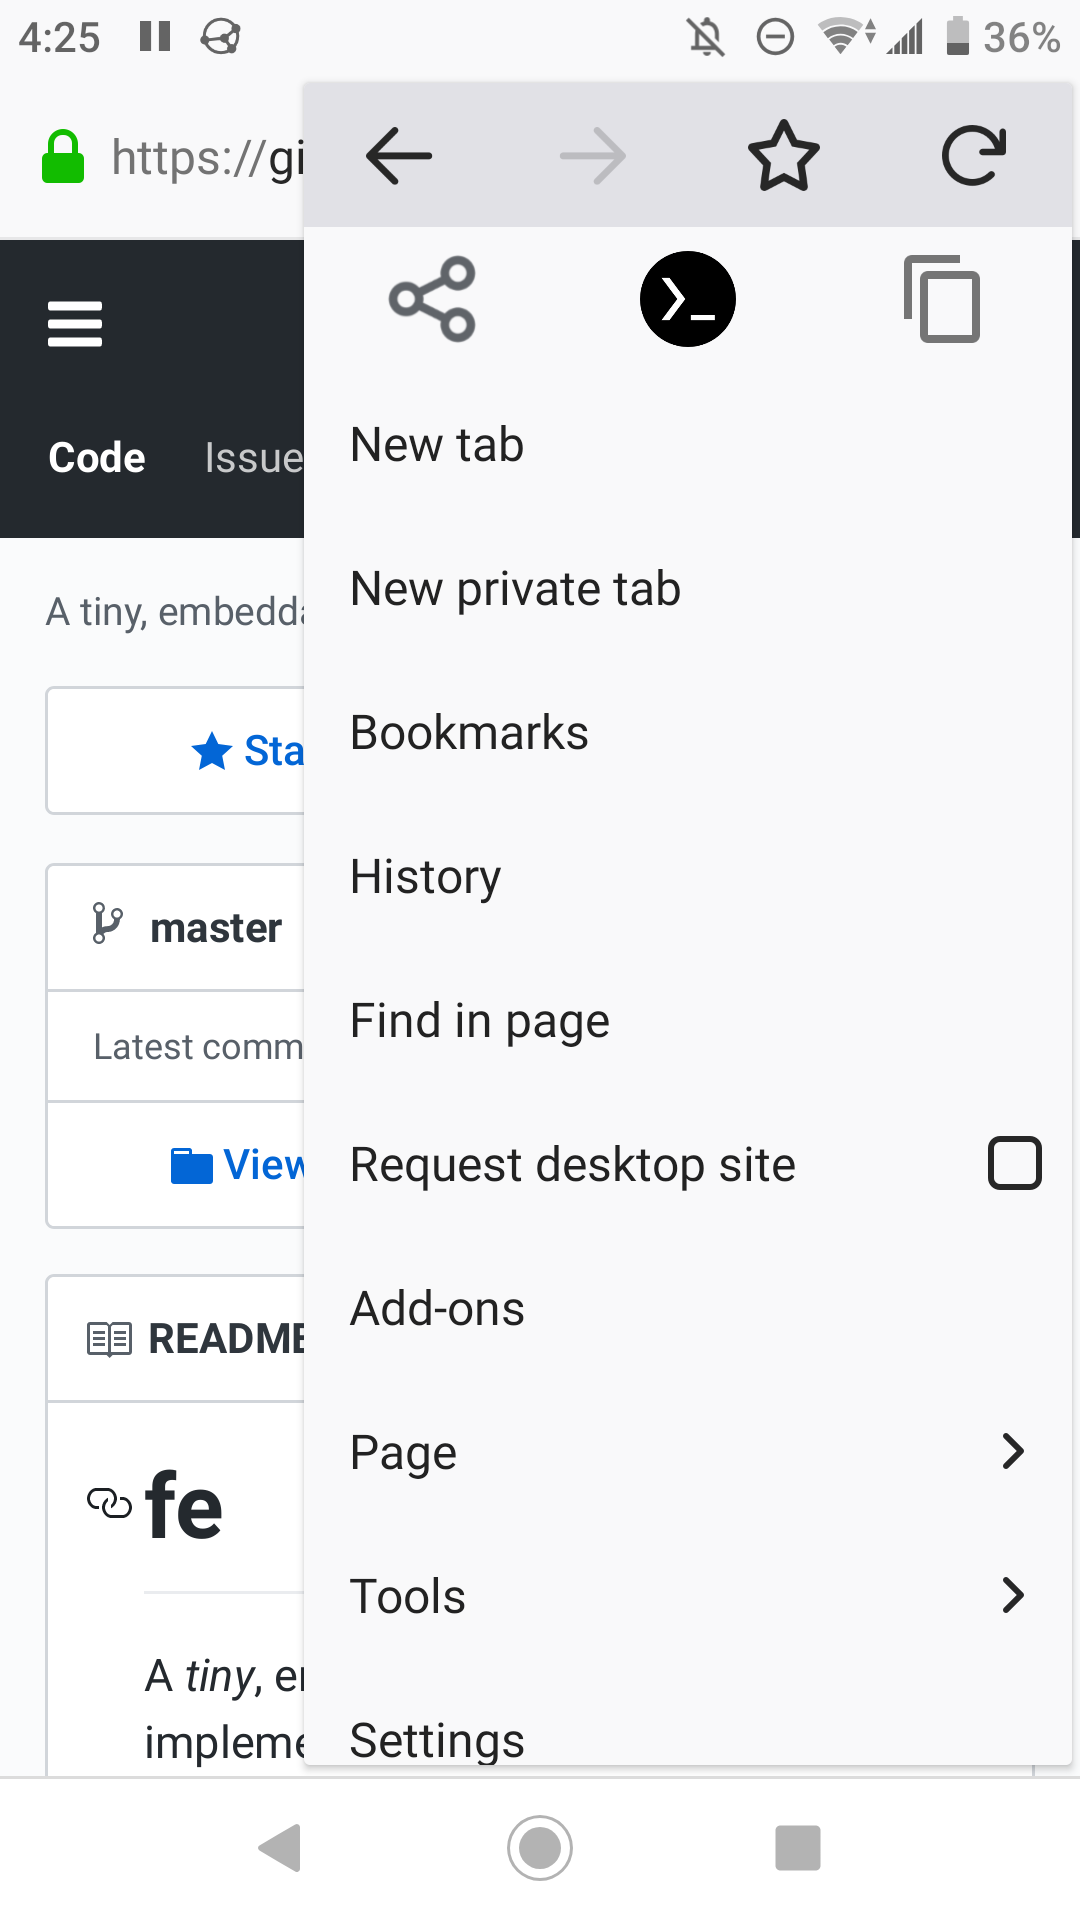 4:25
36%
https://gi
Code Issue
A tiny, embedd
Sta
master
Latest comm
View
README
fe
A tiny, e
impleme
New tab
New private tab
Bookmarks
History
Find in page
Request desktop site
Add-ons
Page
Tools
Settings